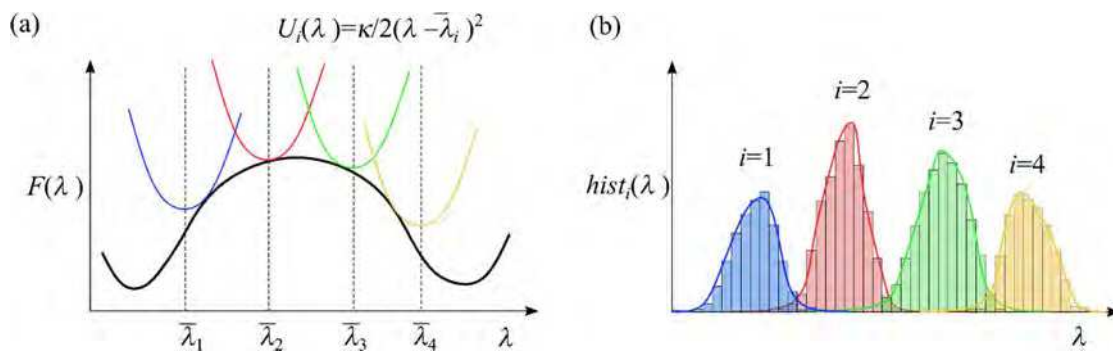 (a)
U_i(λ)=κ/2(λ -λ̄_i)^2
F(λ)
λ̄_1 λ̄_2 λ̄_3 λ̄_4 λ
(b)
i=2
i=1
i=3
i=4
hist_i(λ)
λ